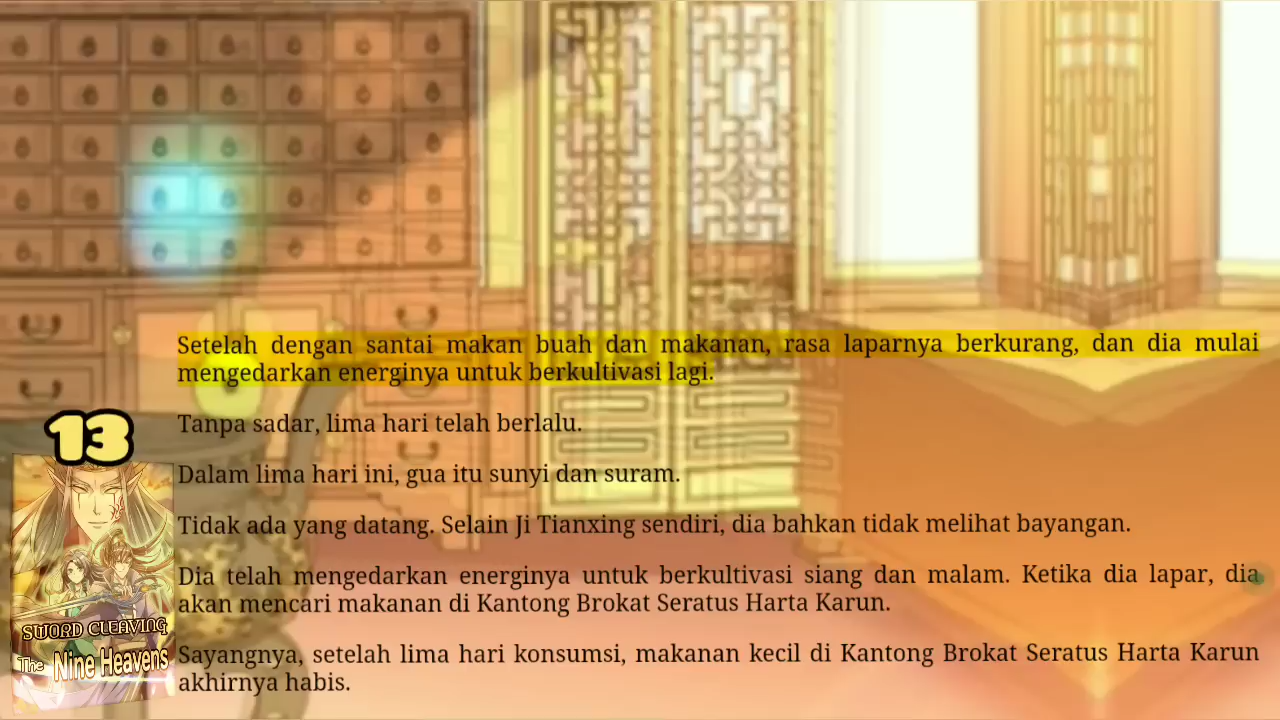 Setelah dengan santai makan buah dan makanan, rasa laparnya berkurang, dan dia mulai
mengedarkan energinya untuk berkultivasi lagi.
Tanpa sadar, lima hari telah berlalu.
Dalam lima hari ini, gua itu sunyi dan suram.
Tidak ada yang datang. Selain Ji Tianxing sendiri, dia bahkan tidak melihat bayangan.
Dia telah mengedarkan energinya untuk berkultivasi siang dan malam. Ketika dia lapar, dia
akan mencari makanan di Kantong Brokat Seratus Harta Karun.
Sayangnya, setelah lima hari konsumsi, makanan kecil di Kantong Brokat Seratus Harta Karun
akhirnya habis.
13
SWORD CLEAVING
The Nine Heavens